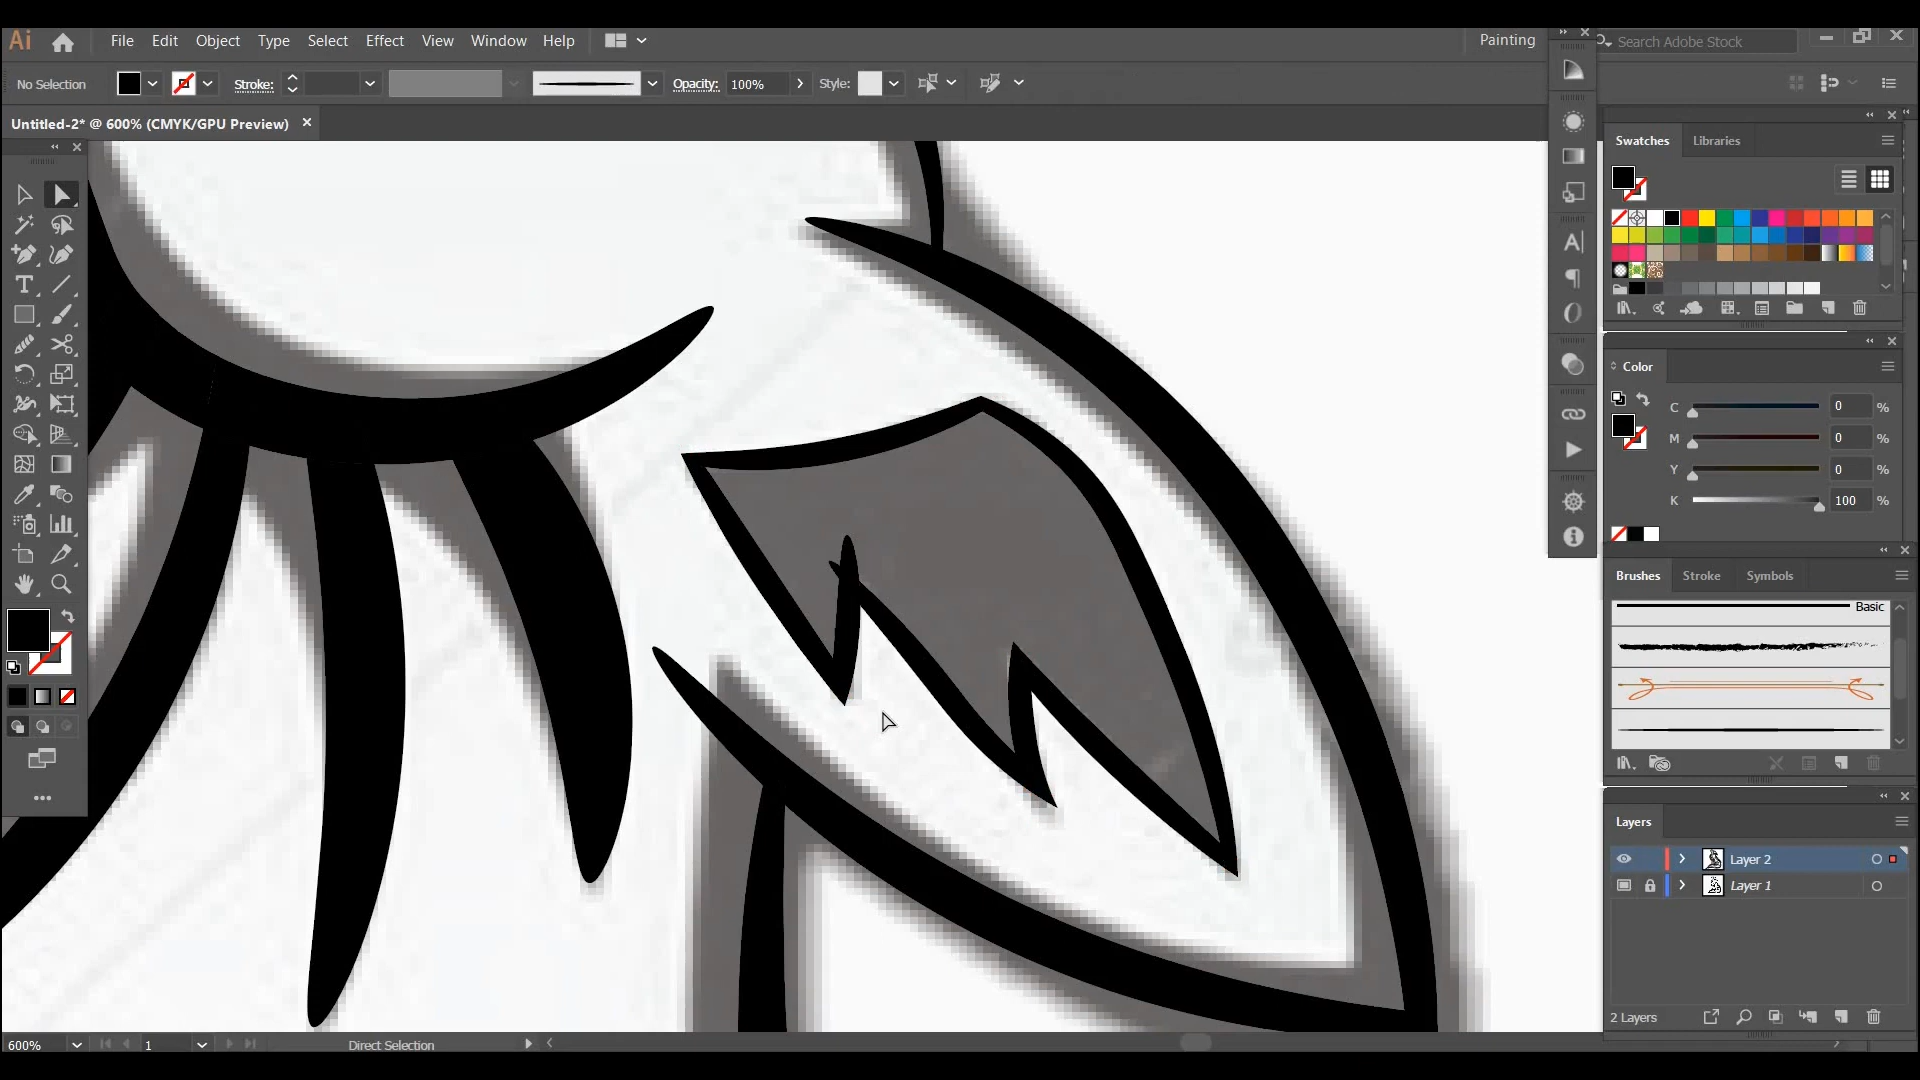 Ai File Edit Object Type Select Effect View Window Help Painting Search Adobe Stock
No Selection Stroke: Opacity: 100% Style:
Untitled-2* @ 600% (CMYK/GPU Preview)
Swatches Libraries
Color
C 0 %
M 0 %
Y 0 %
K 100 %
Brushes Stroke Symbols
Basic
Layers
Layer 2
Layer 1
2 Layers
600% 1 Direct Selection